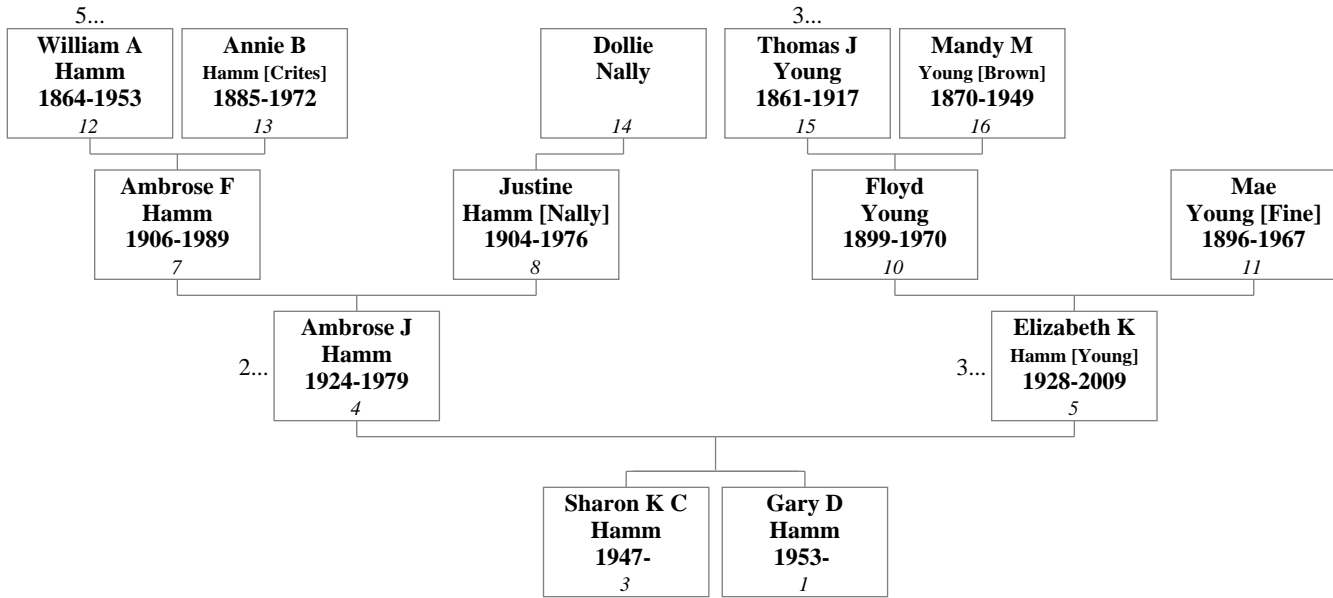 5...
William A
Hamm
1864-1953
12
Annie B
Hamm [Crites]
1885-1972
13
Dollie
Nally
14
3...
Thomas J
Young
1861-1917
15
Mandy M
Young [Brown]
1870-1949
16
Ambrose F
Hamm
1906-1989
7
Justine
Hamm [Nally]
1904-1976
8
Floyd
Young
1899-1970
10
Mae
Young [Fine]
1896-1967
11
2...
Ambrose J
Hamm
1924-1979
4
3...
Elizabeth K
Hamm [Young]
1928-2009
5
Sharon K C
Hamm
1947-
3
Gary D
Hamm
1953-
1